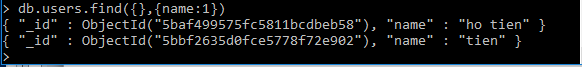 > db.users.find({},{name:1})
{ "_id" : ObjectId("5baf499575fc5811bcdbeb58"), "name" : "ho tien" }
{ "_id" : ObjectId("5bbf2635d0fce5778f72e902"), "name" : "tien" }
>